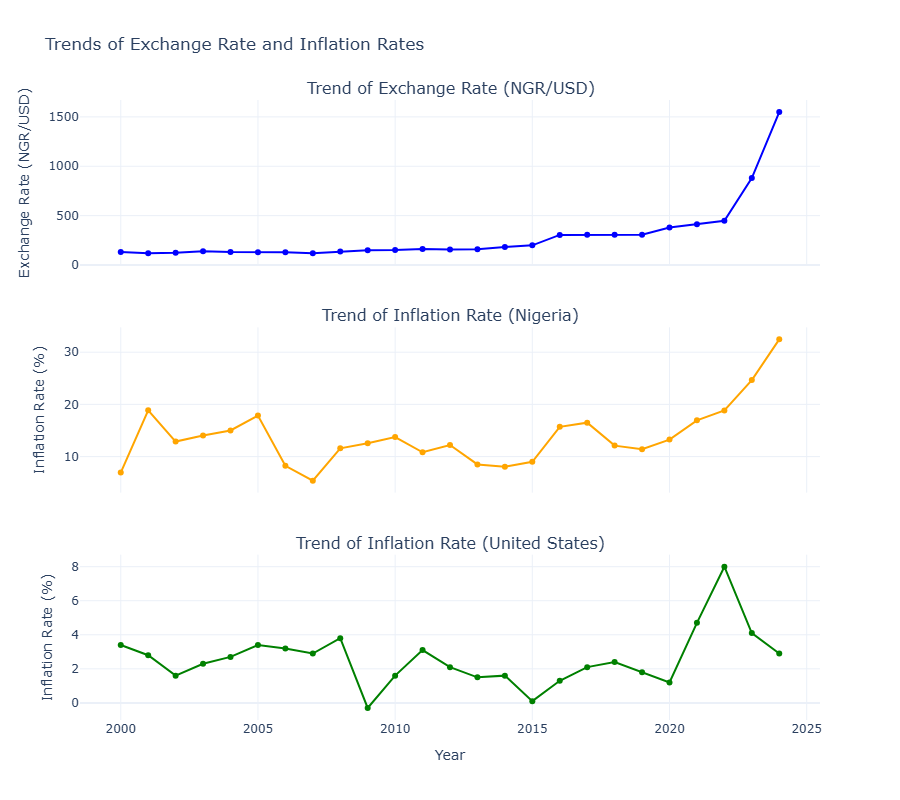 Trends of Exchange Rate and Inflation Rates
Trend of Exchange Rate (NGR/USD)
Exchange Rate (NGR/USD)
1500
1000
500
0
Trend of Inflation Rate (Nigeria)
Inflation Rate (%)
30
20
10
Trend of Inflation Rate (United States)
Inflation Rate (%)
8
6
4
2
0
2000 2005 2010 2015 2020 2025
Year